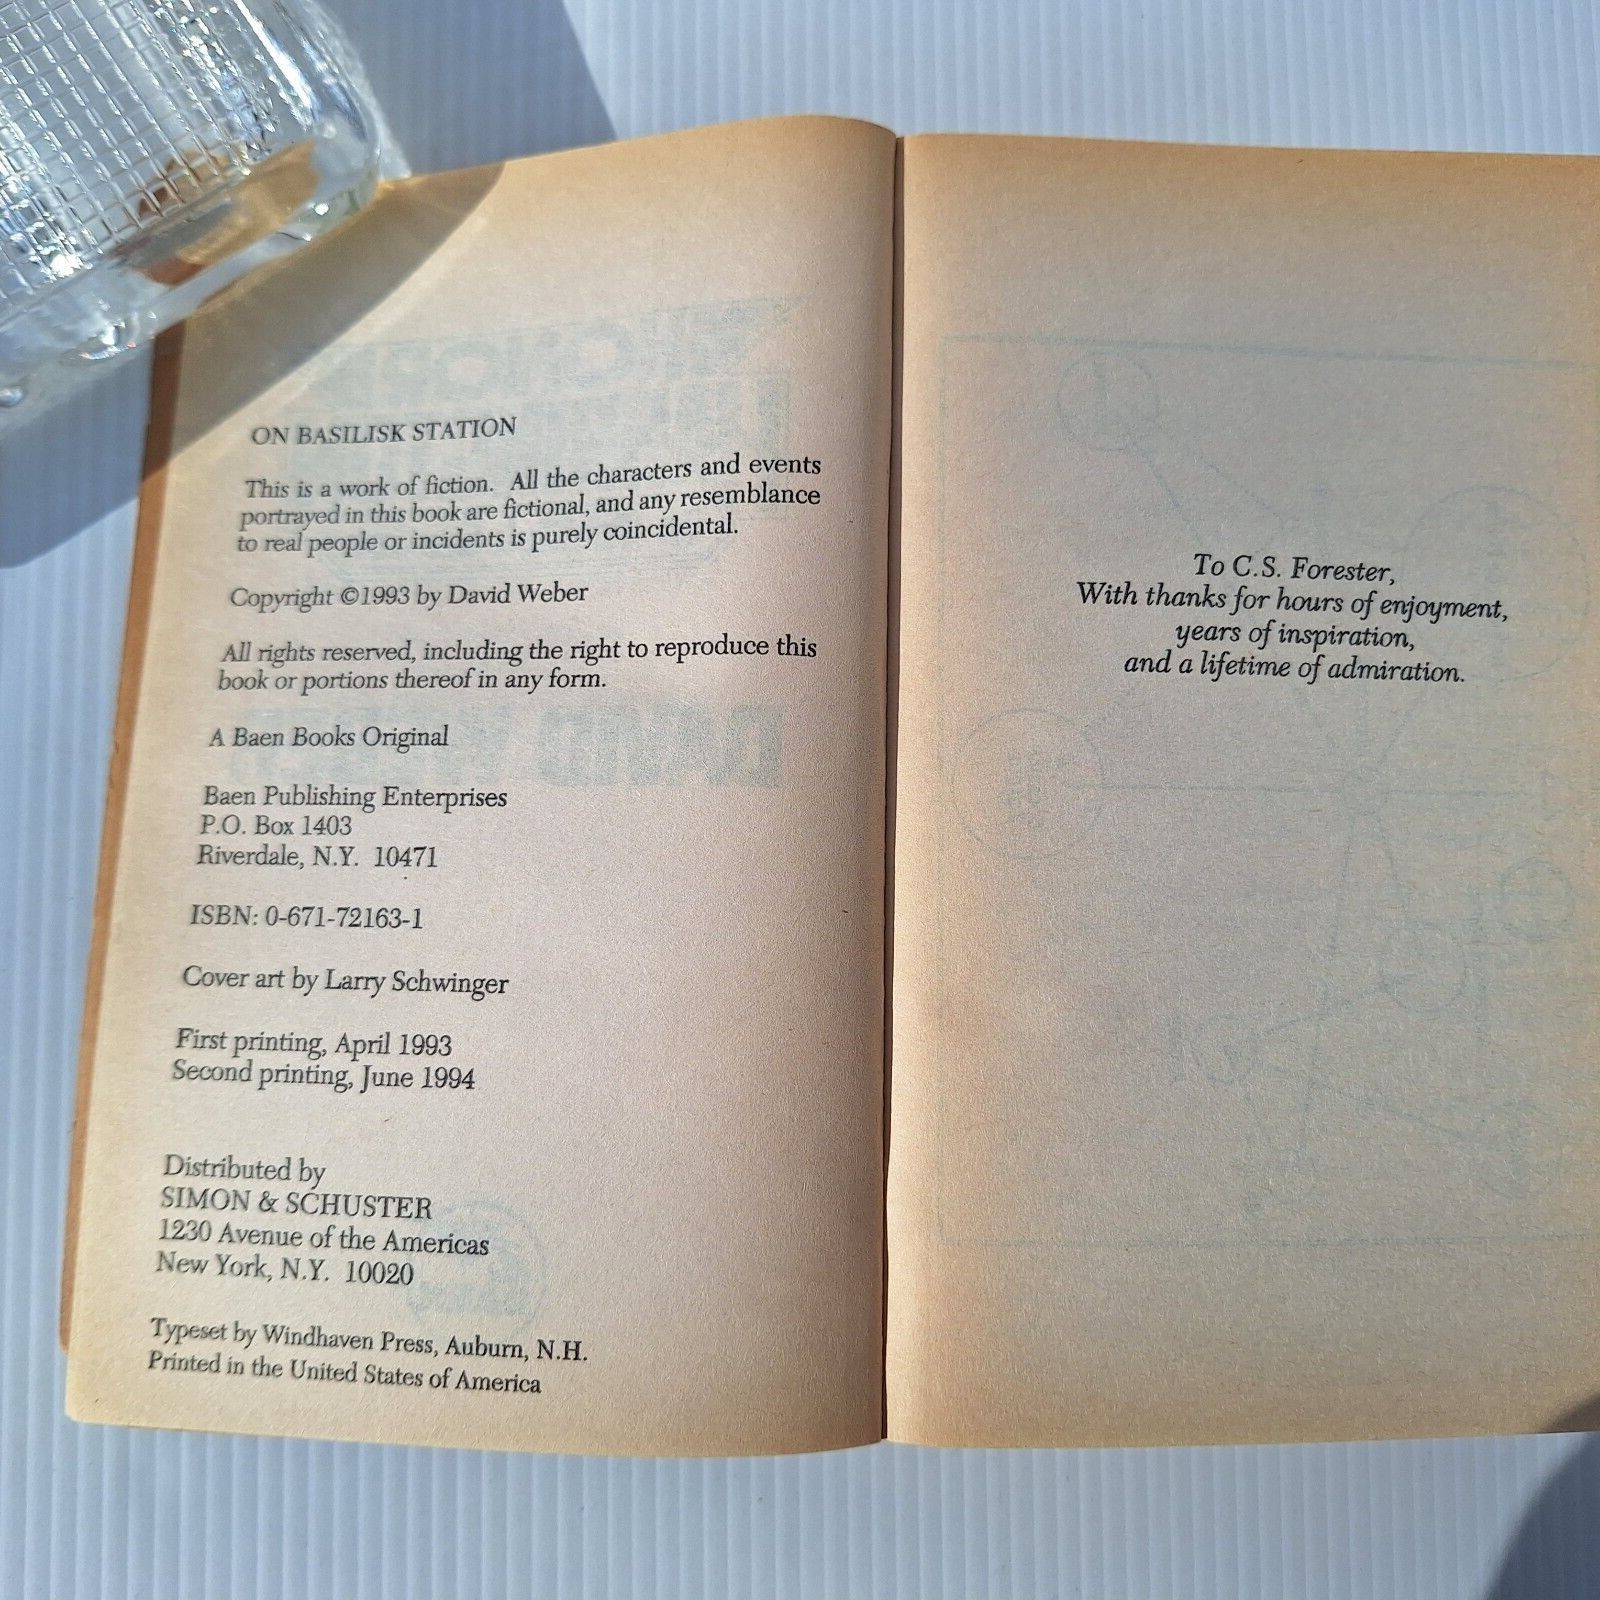 ON BASILISK STATION
This is a work of fiction. All the characters and events
portrayed in this book are fictional, and any resemblance
to real people or incidents is purely coincidental.
Copyright ©1993 by David Weber
All rights reserved, including the right to reproduce this
book or portions thereof in any form.
A Baen Books Original
Baen Publishing Enterprises
P.O. Box 1403
Riverdale, N.Y. 10471
ISBN: 0-671-72163-1
Cover art by Larry Schwinger
First printing, April 1993
Second printing, June 1994
Distributed by
SIMON & SCHUSTER
1230 Avenue of the Americas
New York, N.Y. 10020
Typeset by Windhaven Press, Auburn, N.H.
Printed in the United States of America
To C.S. Forester,
With thanks for hours of enjoyment,
years of inspiration,
and a lifetime of admiration.